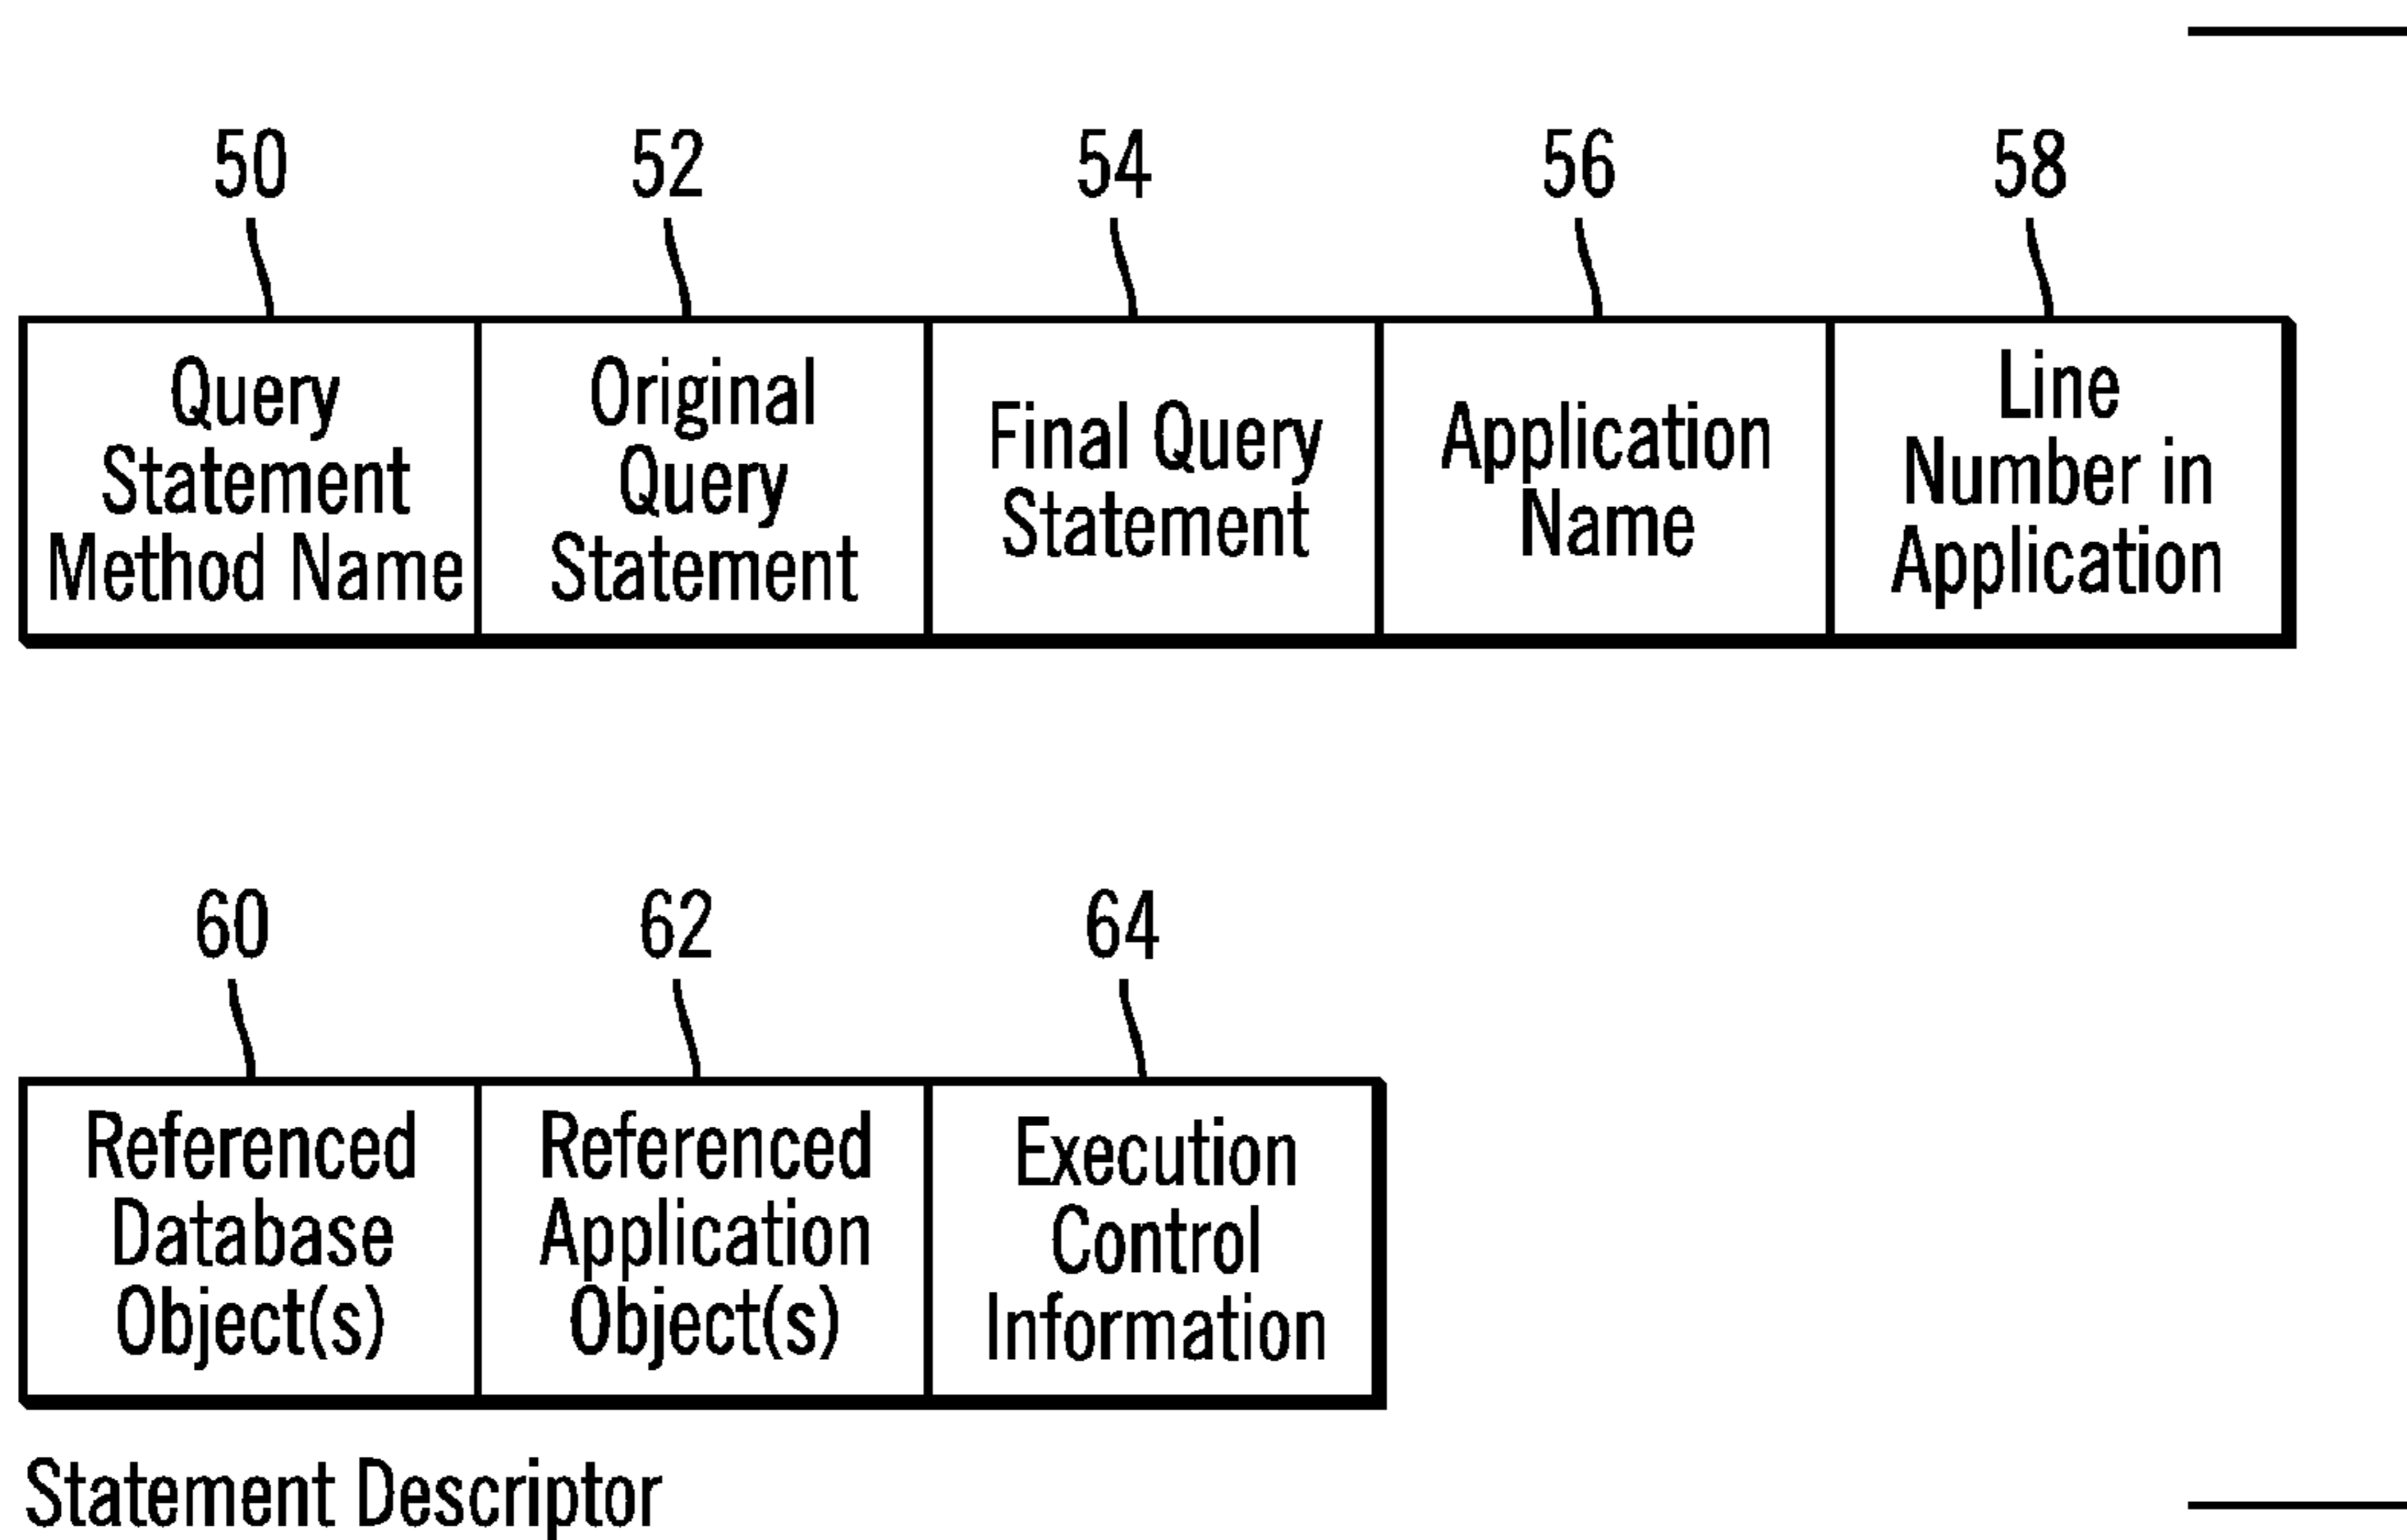 50 52 54 56 58
Query
Statement
Method Name
Original
Query
Statement
Final Query
Statement
Application
Name
Line
Number in
Application
60 62 64
Referenced
Database
Object(s)
Referenced
Application
Object(s)
Execution
Control
Information
Statement Descriptor